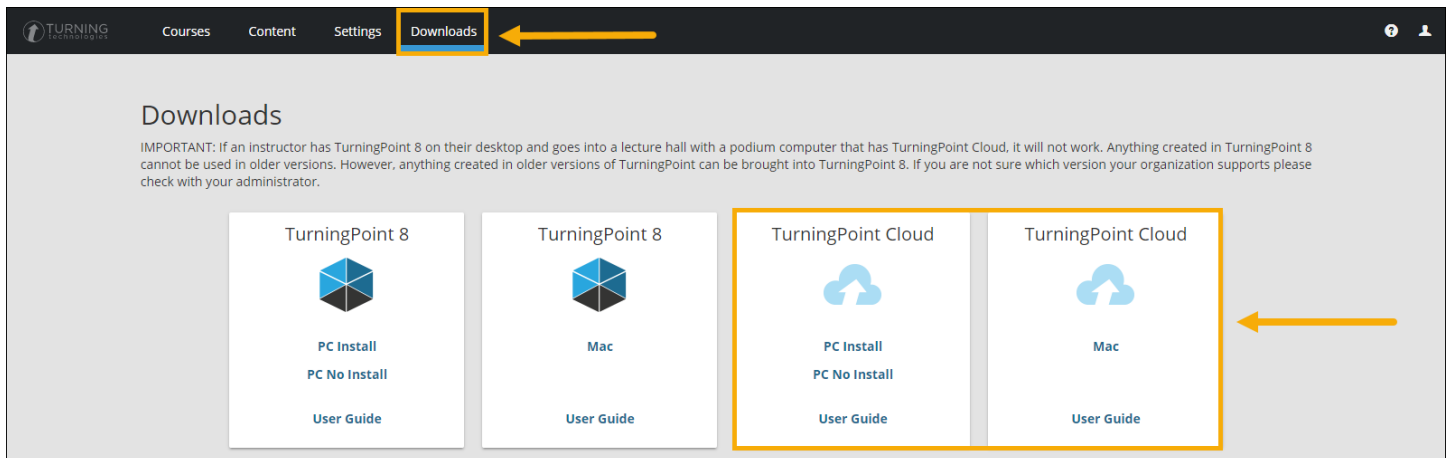 TURNING
technologies
Courses Content Settings Downloads
Downloads
IMPORTANT: If an instructor has TurningPoint 8 on their desktop and goes into a lecture hall with a podium computer that has TurningPoint Cloud, it will not work. Anything created in TurningPoint 8
cannot be used in older versions. However, anything created in older versions of TurningPoint can be brought into TurningPoint 8. If you are not sure which version your organization supports please
check with your administrator.
TurningPoint 8
PC Install
PC No Install
User Guide
TurningPoint 8
Mac
User Guide
TurningPoint Cloud
PC Install
PC No Install
User Guide
TurningPoint Cloud
Mac
User Guide